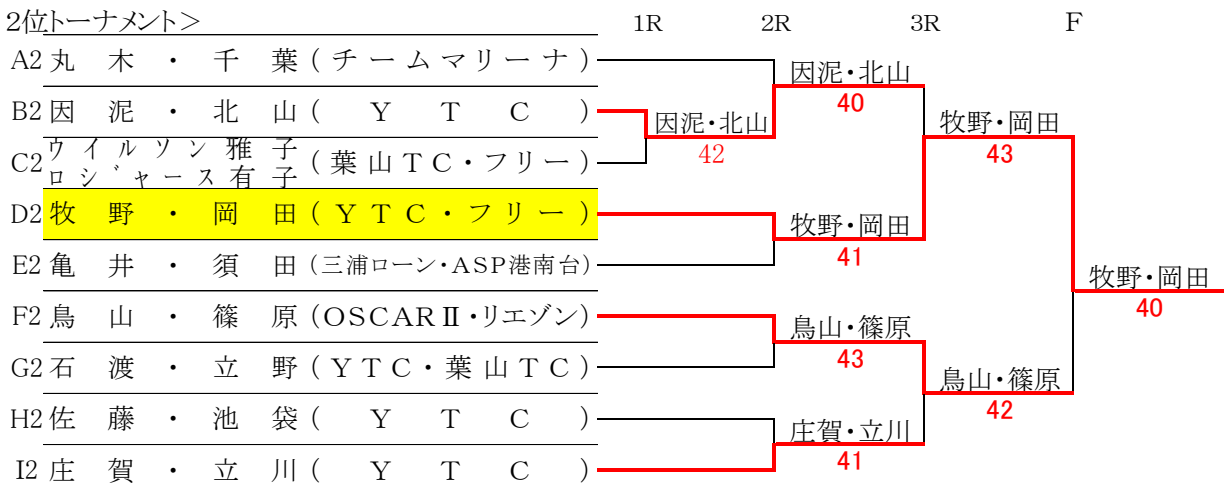 2位トーナメント＞ 1R 2R 3R F
A2 丸木・千葉(チームマリーナ)
因泥・北山
40
B2 因泥・北山(YTC)
因泥・北山
42
牧野・岡田
43
C2 ウイルソン雅子
ロジャース有子
(葉山TC・フリー)
D2 牧野・岡田(YTC・フリー)
牧野・岡田
41
E2 亀井・須田(三浦ローン・ASP港南台)
牧野・岡田
40
F2 鳥山・篠原(OSCARⅡ・リエゾン)
鳥山・篠原
43
G2 石渡・立野(YTC・葉山TC)
鳥山・篠原
42
H2 佐藤・池袋(YTC)
庄賀・立川
41
I2 庄賀・立川(YTC)